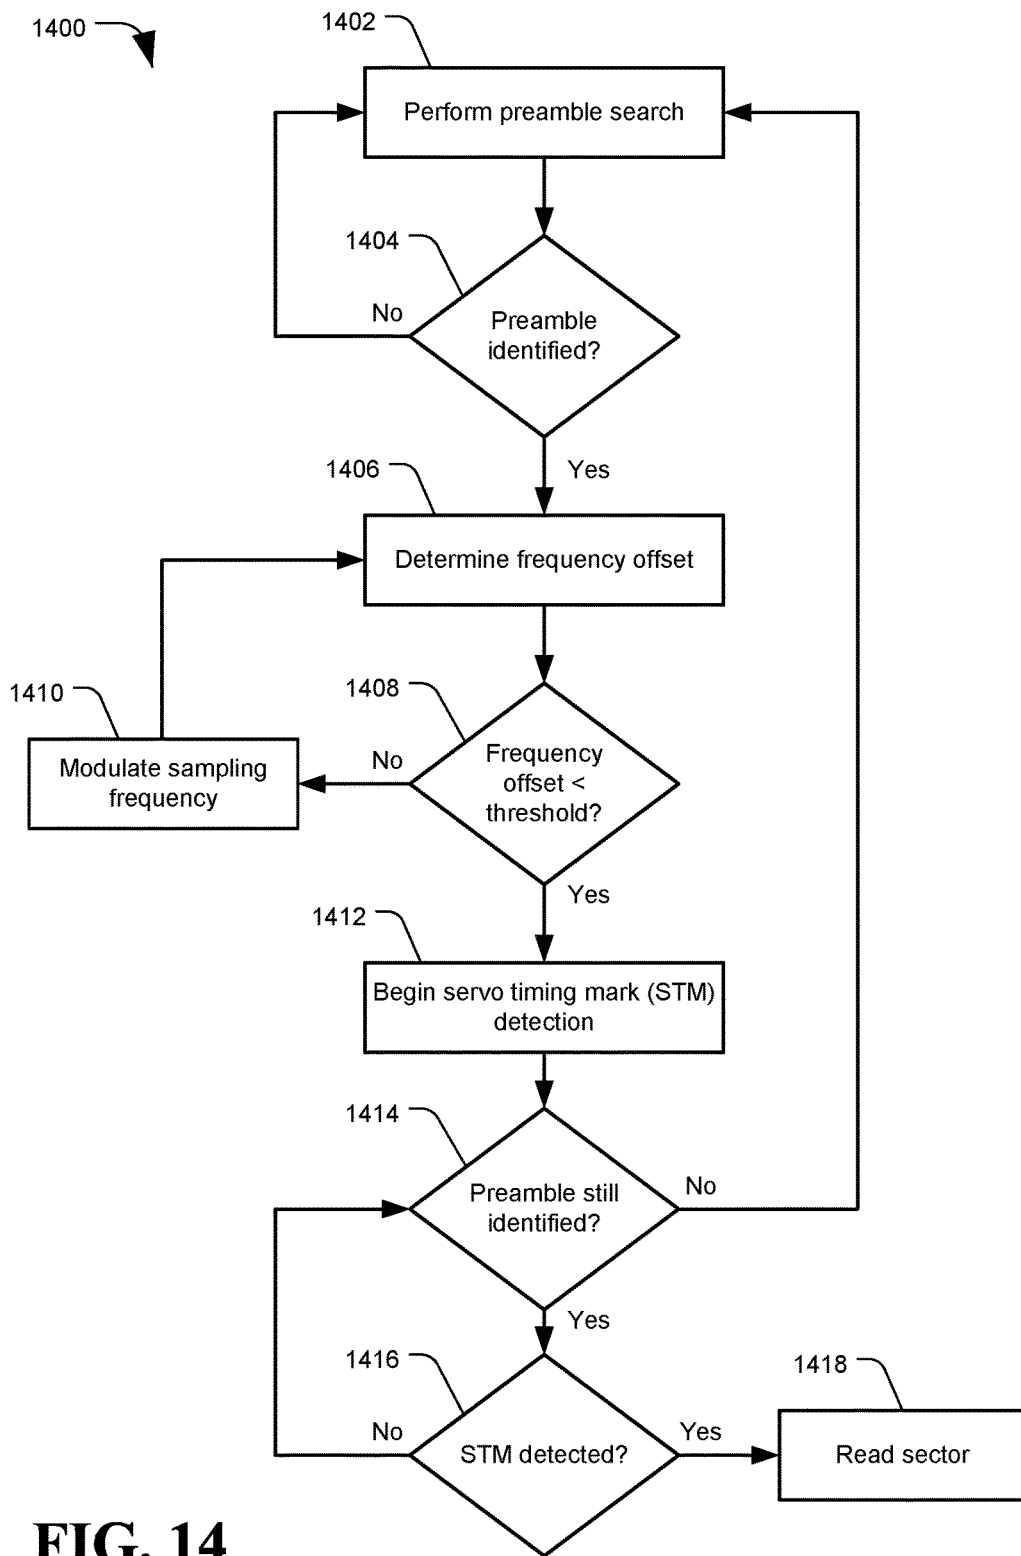 1400
1402
Perform preamble search
1404
No
Preamble
identified?
Yes
1406
Determine frequency offset
1410
1408
Modulate sampling
frequency
No
Frequency
offset <
threshold?
Yes
1412
Begin servo timing mark (STM)
detection
1414
Preamble still
identified?
No
Yes
1416
1418
No
STM detected?
Yes
Read sector
FIG. 14